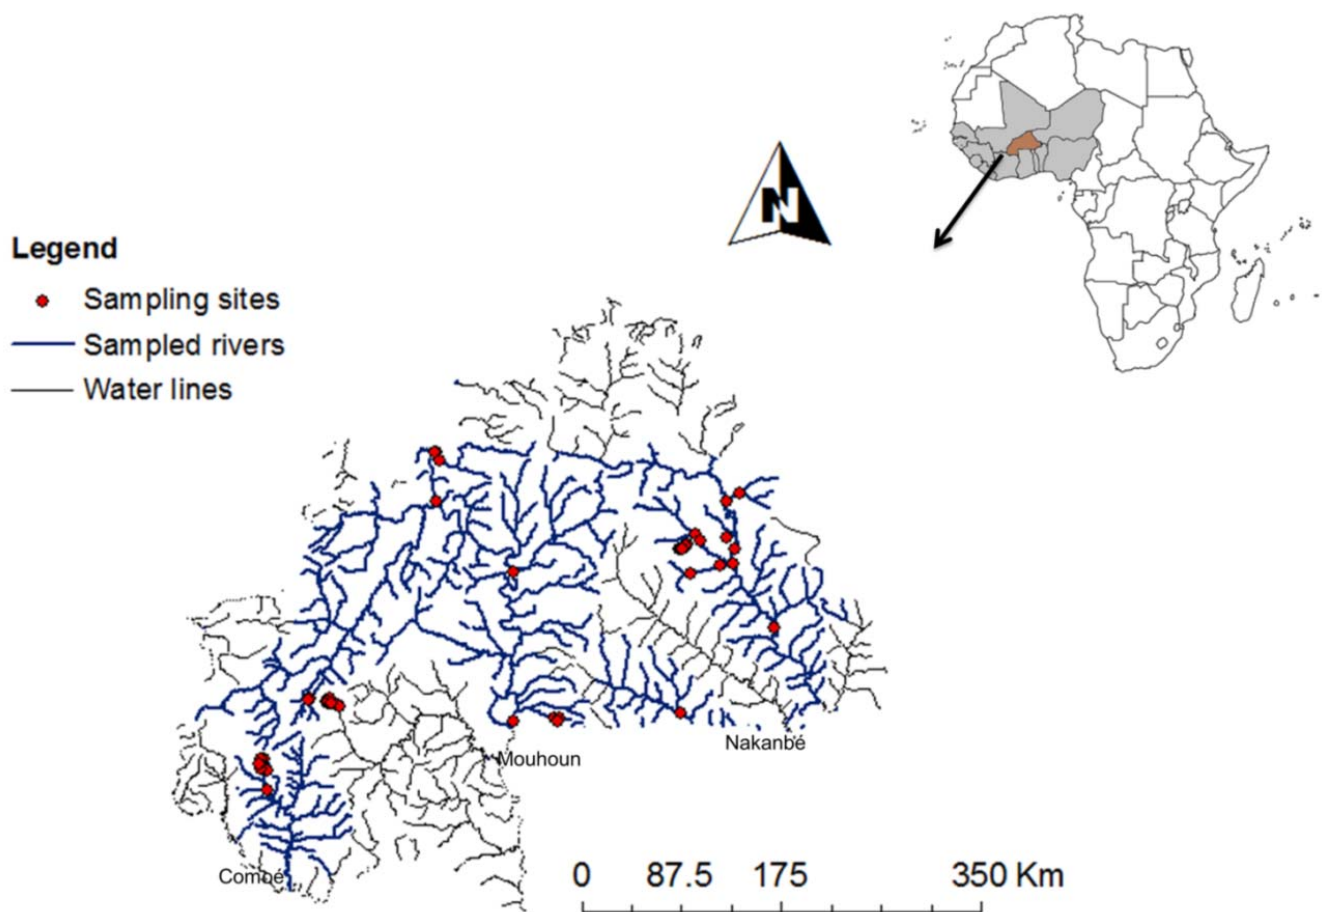 N
Legend
Sampling sites
Sampled rivers
Water lines
Nakanbé
Mouhoun
Comoé
0 87.5 175 350 Km